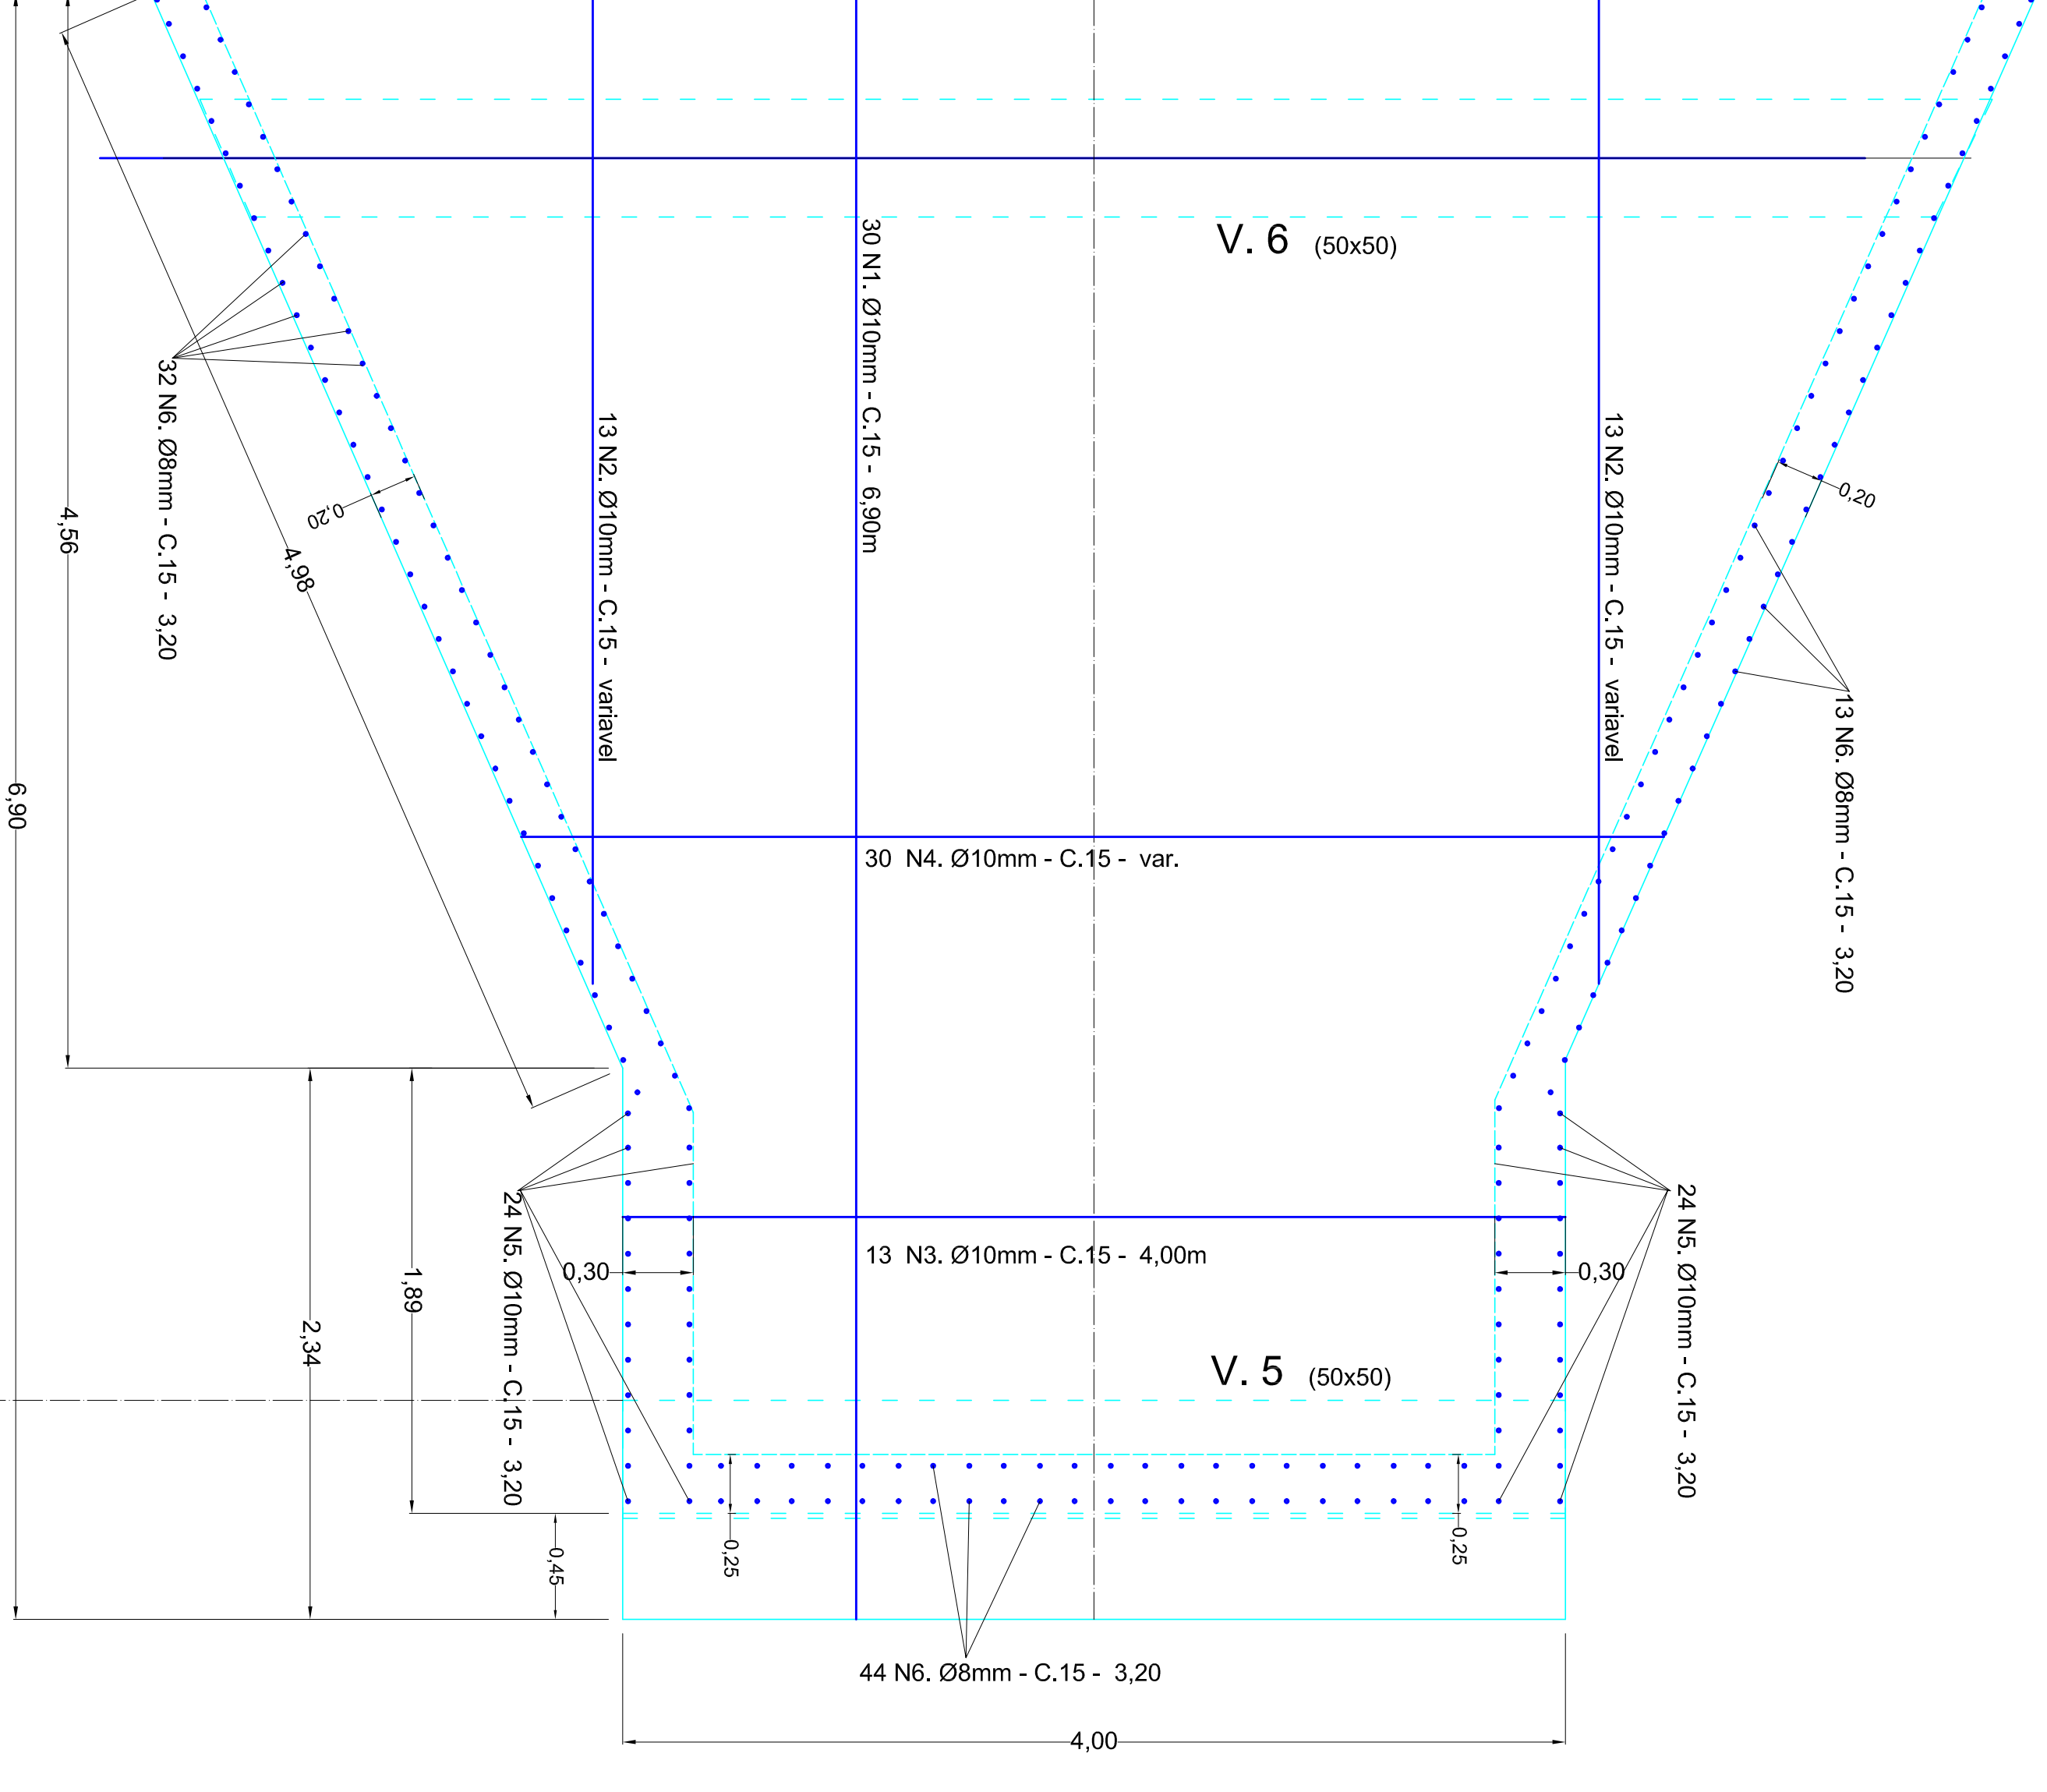 V. 6 (50x50)
30 N1. Ø10mm - C.15 - 6,90m
32 N6. Ø8mm - C.15 - 3,20
13 N2. Ø10mm - C.15 - variavel
13 N2. Ø10mm - C.15 - variavel
0,20
0,20
4,56
4,98
6,90
13 N6. Ø8mm - C.15 - 3,20
30 N4. Ø10mm - C.15 - var.
24 N5. Ø10mm - C.15 - 3,20
24 N5. Ø10mm - C.15 - 3,20
13 N3. Ø10mm - C.15 - 4,00m
0,30
0,30
1,89
2,34
V. 5 (50x50)
0,45
0,25
0,25
44 N6. Ø8mm - C.15 - 3,20
4,00